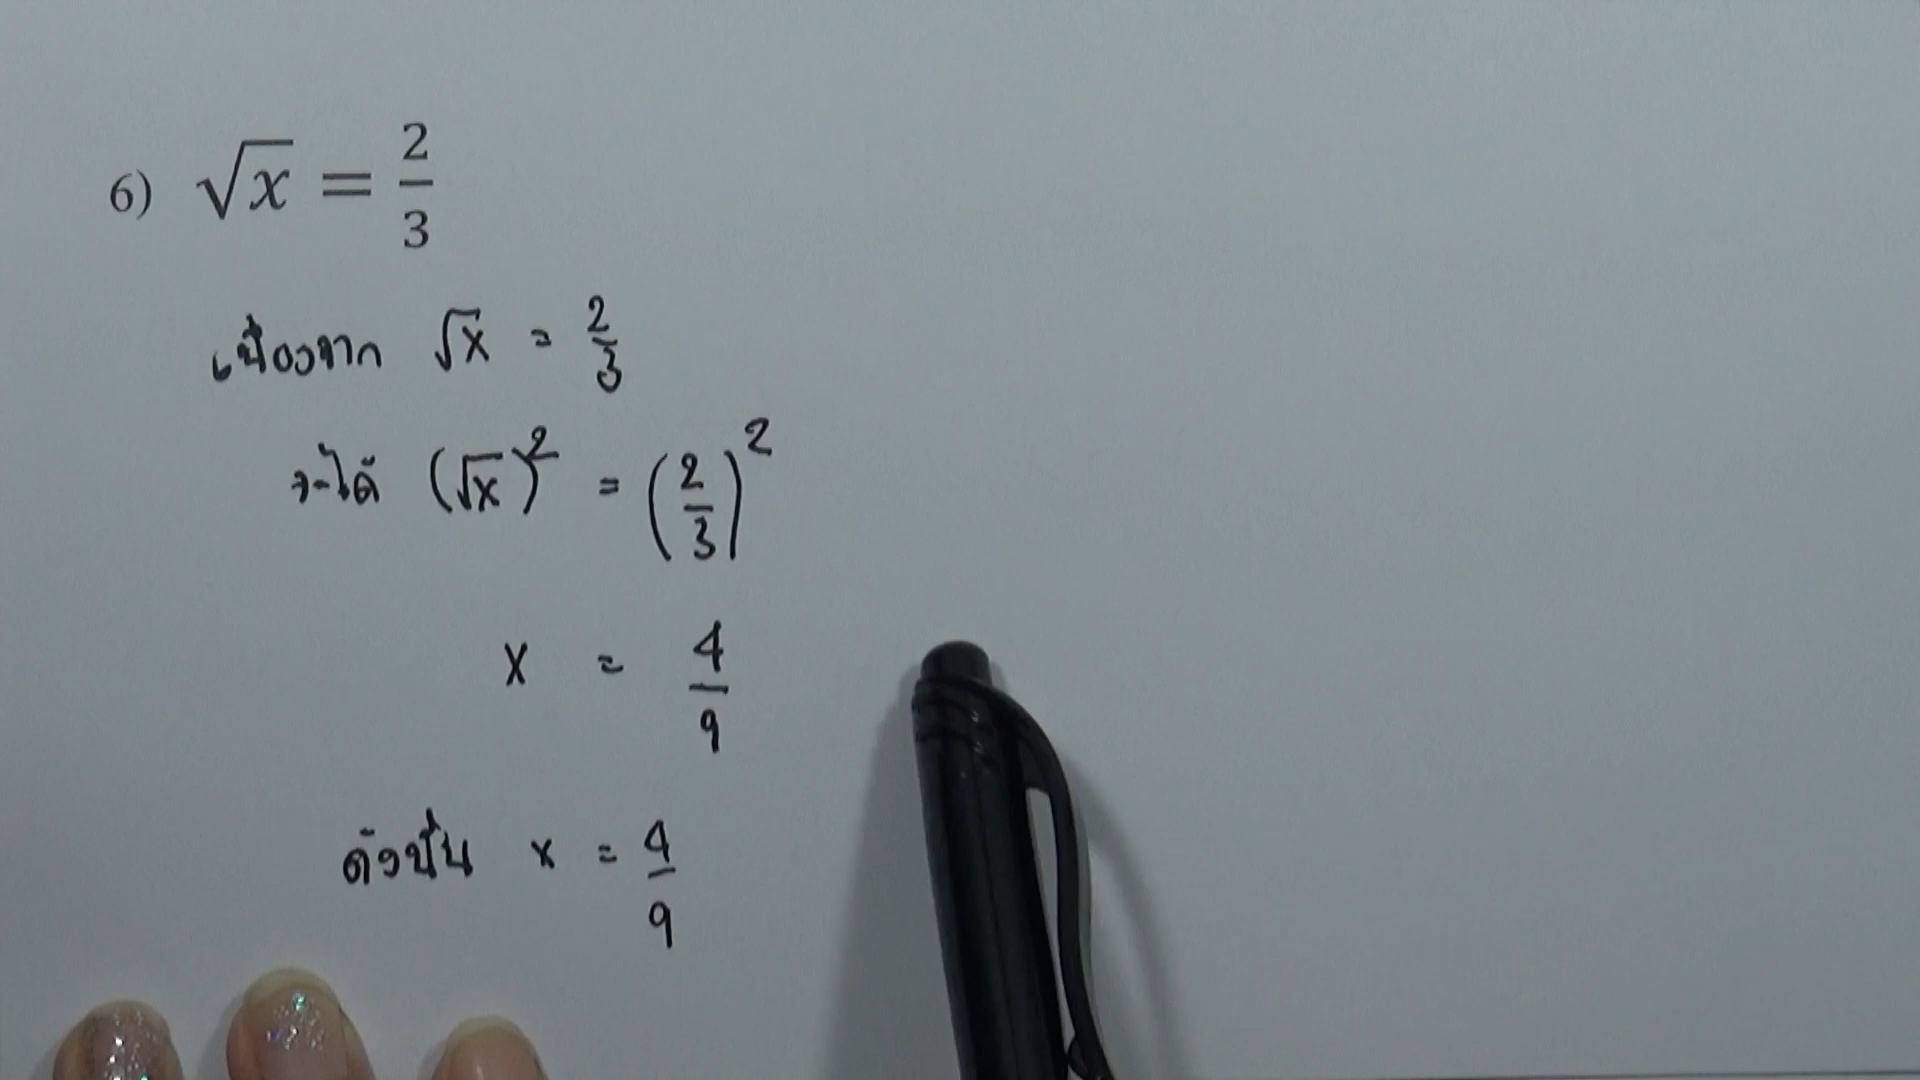 6) √x = 2/3
เนื่องจาก √x = 2/3
จะได้ (√x)² = (2/3)²
x = 4/9
ดังนั้น x = 4/9